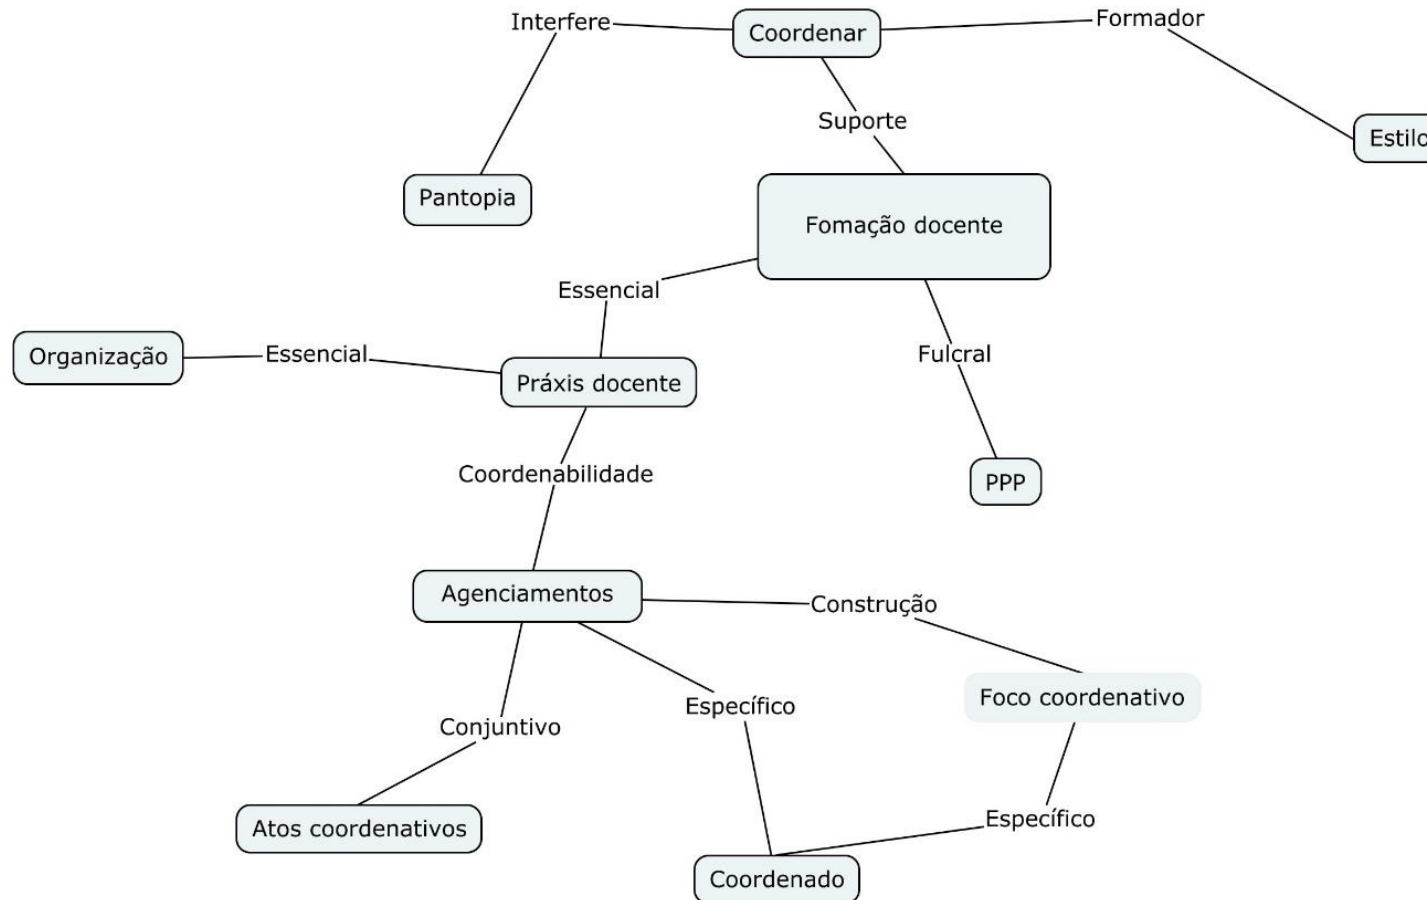 Interfere
Coordenar
Formador
Suporte
Estilo
Pantopia
Fomação docente
Essencial
Organização
Essencial
Práxis docente
Fulcral
Coordenabilidade
PPP
Agenciamentos
Construção
Foco coordenativo
Específico
Conjuntivo
Específico
Atos coordenativos
Coordenado